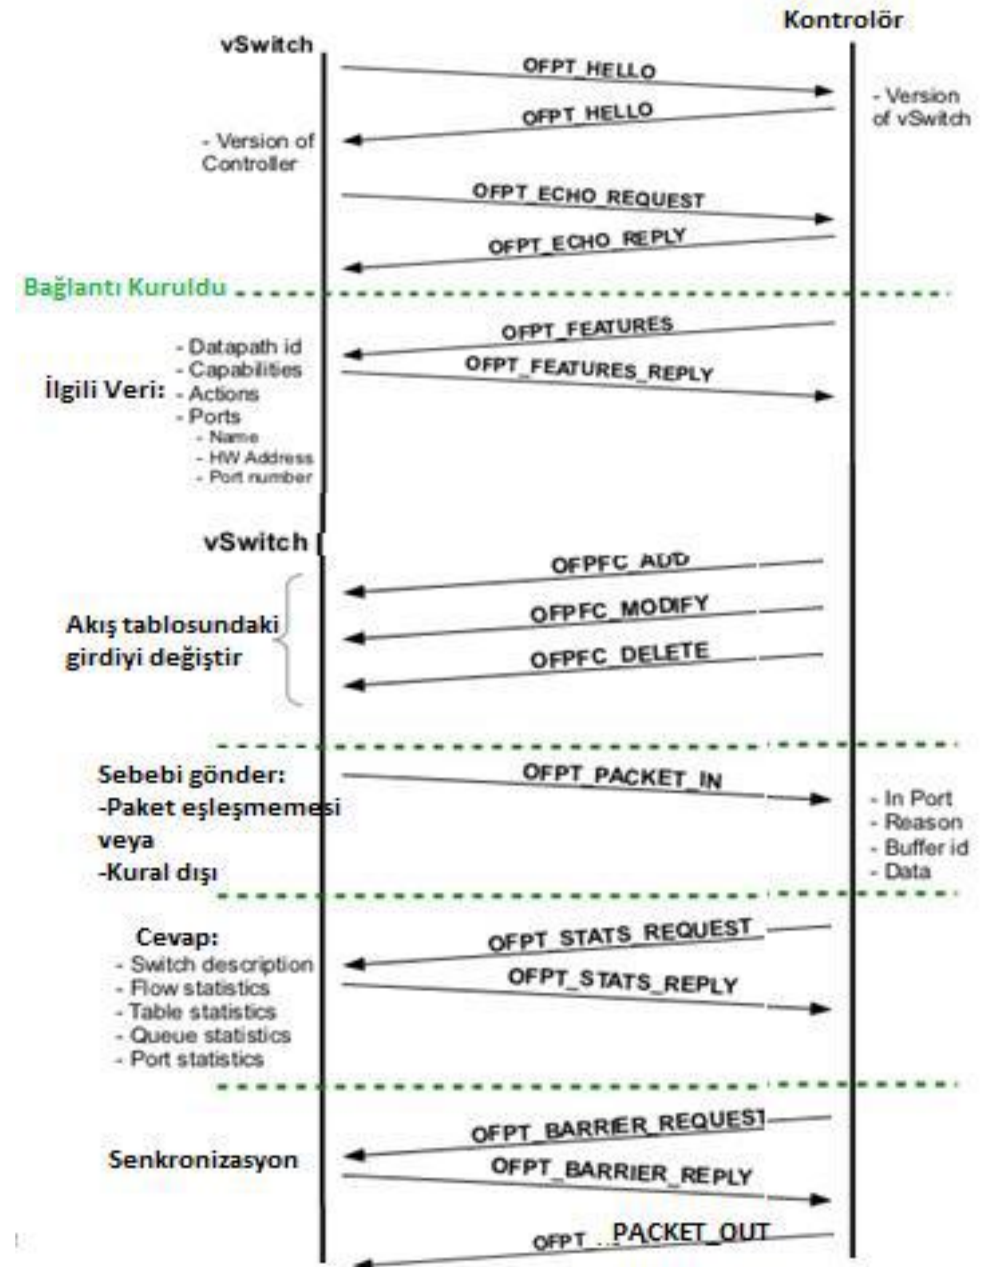 Kontrolör
vSwitch
OFPT_HELLO
- Version
of vSwitch
OFPT_HELLO
- Version of
Controller
OFPT_ECHO_REQUEST
OFPT_ECHO_REPLY
Bağlantı Kuruldu
OFPT_FEATURES
OFPT_FEATURES_REPLY
İlgili Veri:
- Datapath id
- Capabilities
- Actions
- Ports
- Name
- HW Address
- Port number
vSwitch
OFPFC_ADD
OFPFC_MODIFY
OFPFC_DELETE
Akış tablosundaki
girdiyi değiştir
Sebebi gönder:
-Paket eşleşmemesi
veya
-Kural dışı
OFPT_PACKET_IN
- In Port
- Reason
- Buffer id
- Data
Cevap:
- Switch description
- Flow statistics
- Table statistics
- Queue statistics
- Port statistics
OFPT_STATS_REQUEST
OFPT_STATS_REPLY
OFPT_BARRIER_REQUEST
Senkronizasyon
OFPT_BARRIER_REPLY
OFPT_... PACKET_OUT